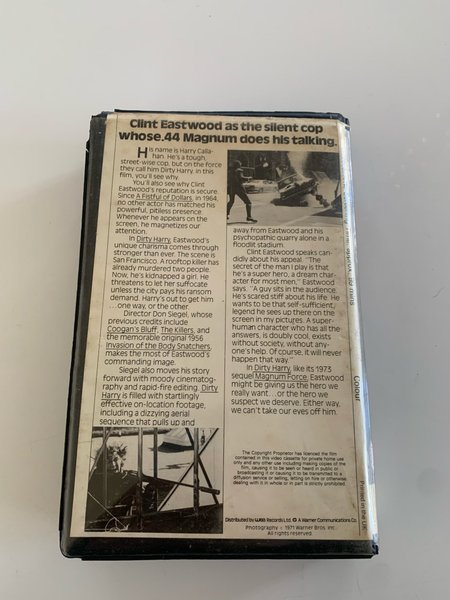 Clint Eastwood as the silent cop
whose .44 Magnum does his talking.
His name is Harry Calla-
han. He's a tough,
street-wise cop, but on the force
they call him Dirty Harry. In this
film, you'll see why.
You'll also see why Clint
Eastwood's reputation is secure.
Since A Fistful of Dollars, in 1964,
no other actor has matched his
powerful, pitiless presence.
Whenever he appears on the
screen, he magnetizes our
attention.
In Dirty Harry, Eastwood's
unique charisma comes through
stronger than ever. The scene is
San Francisco. A rooftop killer has
already murdered two people.
Now, he's kidnapped a girl. He
threatens to let her suffocate
unless the city pays his ransom
demand. Harry's out to get him
...one way, or the other.
Director Don Siegel, whose
previous credits include
Coogan's Bluff, The Killers, and
the memorable original 1956
Invasion of the Body Snatchers,
makes the most of Eastwood's
commanding image.
Siegel also moves his story
forward with moody cinematog-
raphy and rapid-fire editing. Dirty
Harry is filled with startlingly
effective on-location footage,
including a dizzying aerial
sequence that pulls up and
away from Eastwood and his
psychopathic quarry alone in a
floodlit stadium.
Clint Eastwood speaks can-
didly about his appeal. "The
secret of the man I play is that
he's a super hero, a dream char-
acter for most men," Eastwood
says. "A guy sits in the audience.
He's scared stiff about his life. He
wants to be that self-sufficient,
legend he sees up there on the
screen in my pictures. A super-
human character who has all the
answers, is doubly cool, exists
without society, without any-
one's help. Of course, it will never
happen that way."
In Dirty Harry, like its 1973
sequel Magnum Force, Eastwood
might be giving us the hero we
really want...or the hero we
suspect we deserve. Either way,
we can't take our eyes off him.
The Copyright Proprietor has licenced the film
contained in this video cassette for private home use
only and any other use including making copies of the
film, causing it to be seen or heard in public or
broadcasting it or causing it to be transmitted to a
diffusion service or selling, letting on hire or otherwise
dealing with it in whole or in part is strictly prohibited.
Distributed by WEA Records Ltd. A Warner Communications Co.
Photography © 1971 Warner Bros. Inc.
All rights reserved.
Colour
Printed in the UK